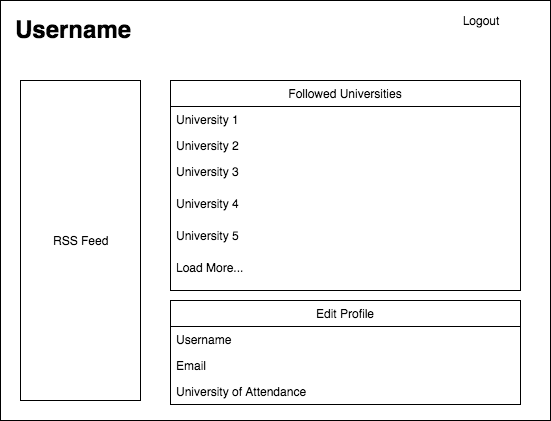 Username
Logout
RSS Feed
Followed Universities
University 1
University 2
University 3
University 4
University 5
Load More...
Edit Profile
Username
Email
University of Attendance